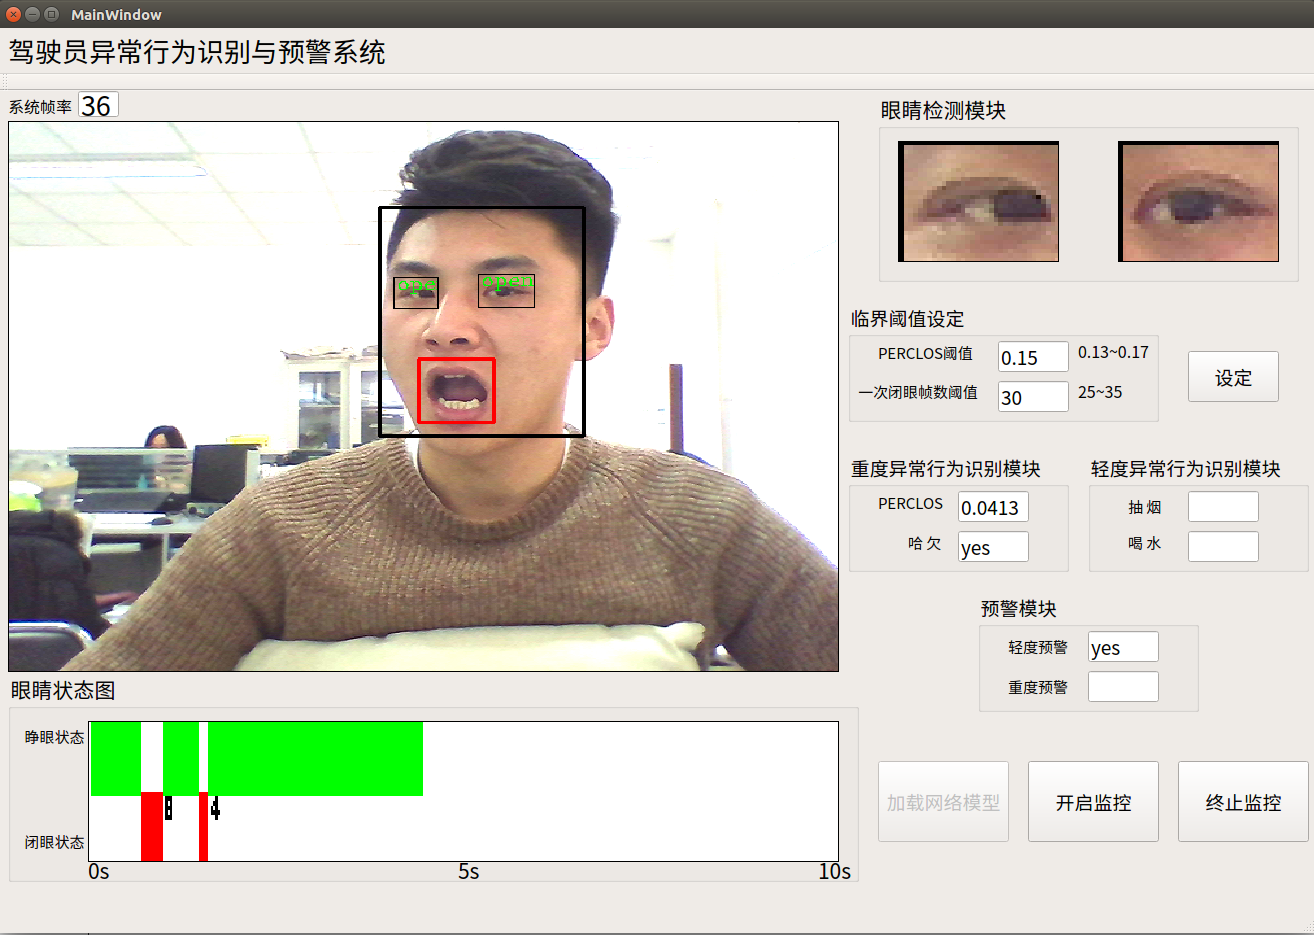 MainWindow
驾驶员异常行为识别与预警系统
系统帧率 36
眼睛检测模块
open
open
临界阈值设定
PERCLOS阈值 0.15 0.13~0.17
一次闭眼帧数阈值 30 25~35
设定
重度异常行为识别模块
PERCLOS 0.0413
哈 欠 yes
轻度异常行为识别模块
抽 烟
喝 水
预警模块
轻度预警 yes
重度预警
眼睛状态图
睁眼状态
8 4
闭眼状态
0s 5s 10s
加载网络模型 开启监控 终止监控